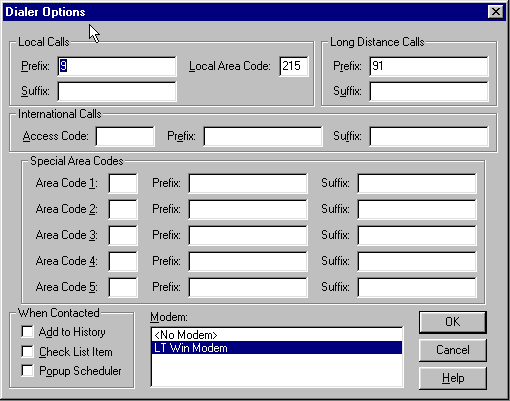 Dialer Options
Local Calls
Prefix: 9 Local Area Code: 215
Suffix:
Long Distance Calls
Prefix: 91
Suffix:
International Calls
Access Code: Prefix: Suffix:
Special Area Codes
Area Code 1: Prefix: Suffix:
Area Code 2: Prefix: Suffix:
Area Code 3: Prefix: Suffix:
Area Code 4: Prefix: Suffix:
Area Code 5: Prefix: Suffix:
When Contacted
Add to History
Check List Item
Popup Scheduler
Modem:
<No Modem>
LT Win Modem
OK
Cancel
Help